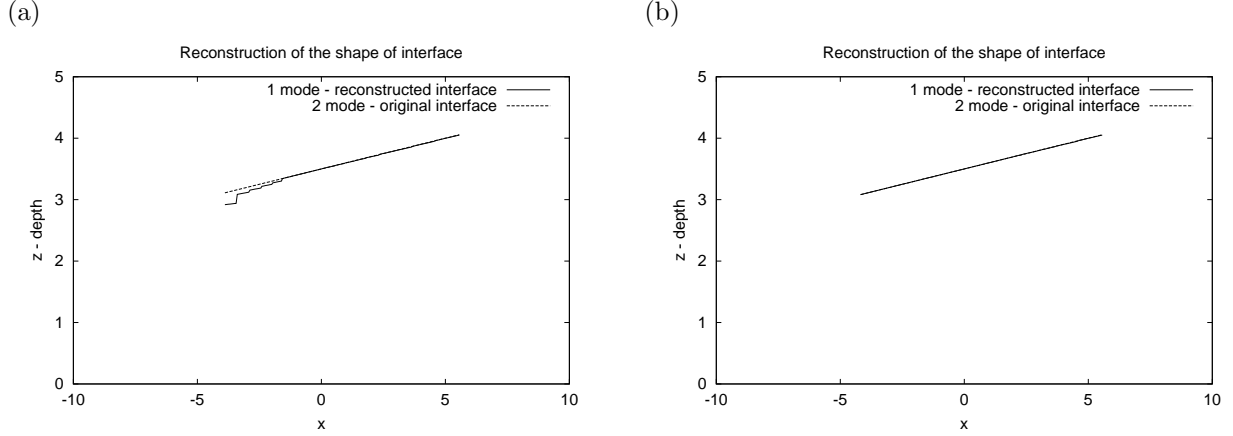 (a)
Reconstruction of the shape of interface
1 mode - reconstructed interface
2 mode - original interface
5
4
3
2
1
0
z - depth
-10
-5
0
5
10
x
(b)
Reconstruction of the shape of interface
1 mode - reconstructed interface
2 mode - original interface
5
4
3
2
1
0
z - depth
-10
-5
0
5
10
x